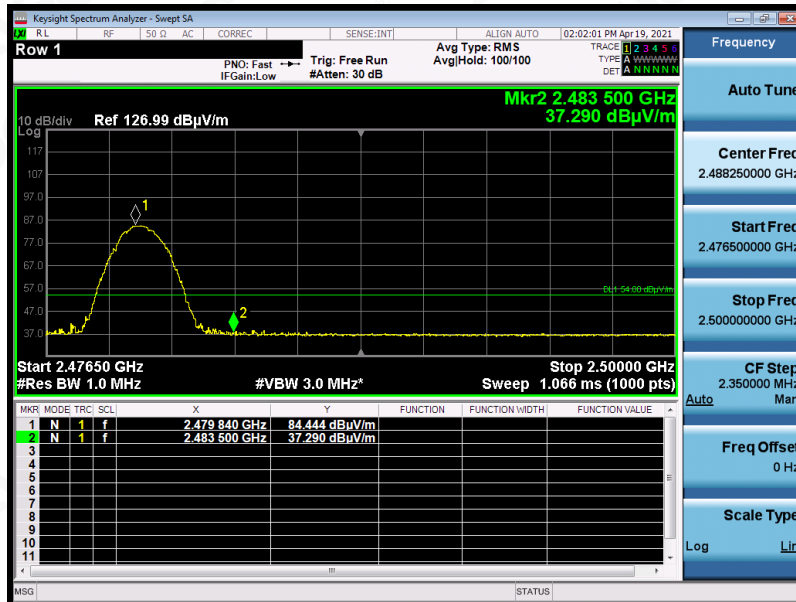 Keysight Spectrum Analyzer - Swept SA
LXI RL RF 50 Ω AC CORREC SENSE:INT ALIGN AUTO 02:02:01 PM Apr 19, 2021
Row 1
PNO: Fast
IFGain:Low
Trig: Free Run
#Atten: 30 dB
Avg Type: RMS
Avg|Hold: 100/100
TRACE 1 2 3 4 5 6
TYPE A WWWWW
DET A N N N N N
Mkr2 2.483 500 GHz
37.290 dBµV/m
10 dB/div Ref 126.99 dBµV/m
Log
117
107
97.0
87.0
77.0
67.0
57.0
47.0
37.0
1
2
DL1 54.00 dBµV/m
Start 2.47650 GHz Stop 2.50000 GHz
#Res BW 1.0 MHz #VBW 3.0 MHz* Sweep 1.066 ms (1000 pts)
MKR MODE TRC SCL X Y FUNCTION FUNCTION WIDTH FUNCTION VALUE
1 N 1 f 2.479 840 GHz 84.444 dBµV/m
2 N 1 f 2.483 500 GHz 37.290 dBµV/m
3
4
5
6
7
8
9
10
11
MSG STATUS
Frequency
Auto Tune
Center Freq
2.488250000 GHz
Start Freq
2.476500000 GHz
Stop Freq
2.500000000 GHz
CF Step
2.350000 MHz
Auto Man
Freq Offset
0 Hz
Scale Type
Log Lin